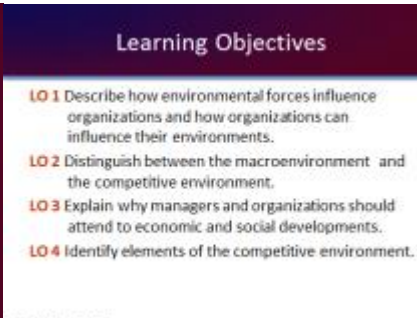 Learning Objectives
LO 1 Describe how environmental forces influence
organizations and how organizations can
influence their environments.
LO 2 Distinguish between the macroenvironment and
the competitive environment.
LO 3 Explain why managers and organizations should
attend to economic and social developments.
LO 4 Identify elements of the competitive environment.